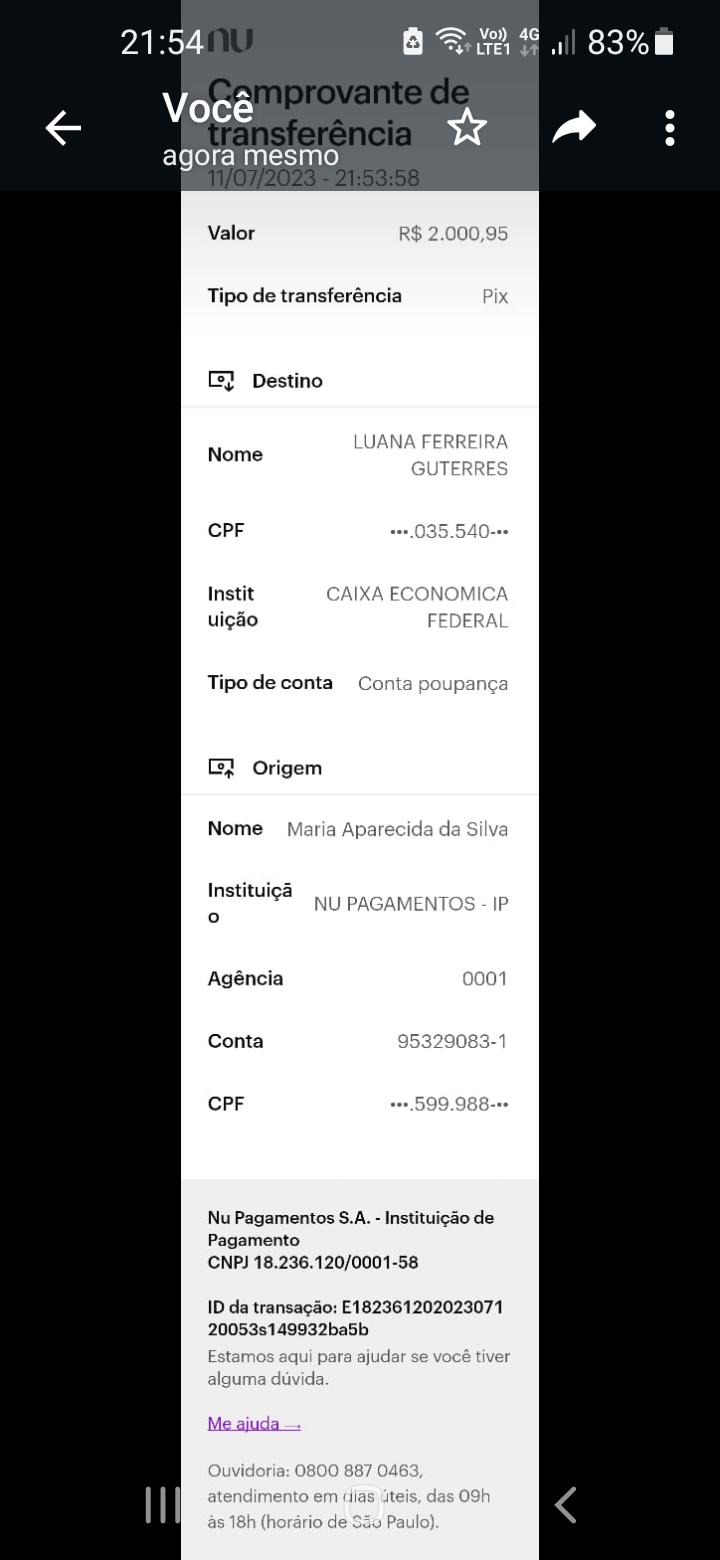 21:54 nu Vo)) LTE1 4G 83%
Comprovante de
Você
transferência
agora mesmo
11/07/2023 - 21:53:58
Valor R$ 2.000,95
Tipo de transferência Pix
Destino
Nome LUANA FERREIRA
GUTERRES
CPF •••.035.540-••
Instit
uição CAIXA ECONOMICA
FEDERAL
Tipo de conta Conta poupança
Origem
Nome Maria Aparecida da Silva
Instituiçã
o NU PAGAMENTOS - IP
Agência 0001
Conta 95329083-1
CPF •••.599.988-••
Nu Pagamentos S.A. - Instituição de
Pagamento
CNPJ 18.236.120/0001-58
ID da transação: E182361202023071
20053s149932ba5b
Estamos aqui para ajudar se você tiver
alguma dúvida.
Me ajuda →
Ouvidoria: 0800 887 0463,
atendimento em dias úteis, das 09h
às 18h (horário de São Paulo).